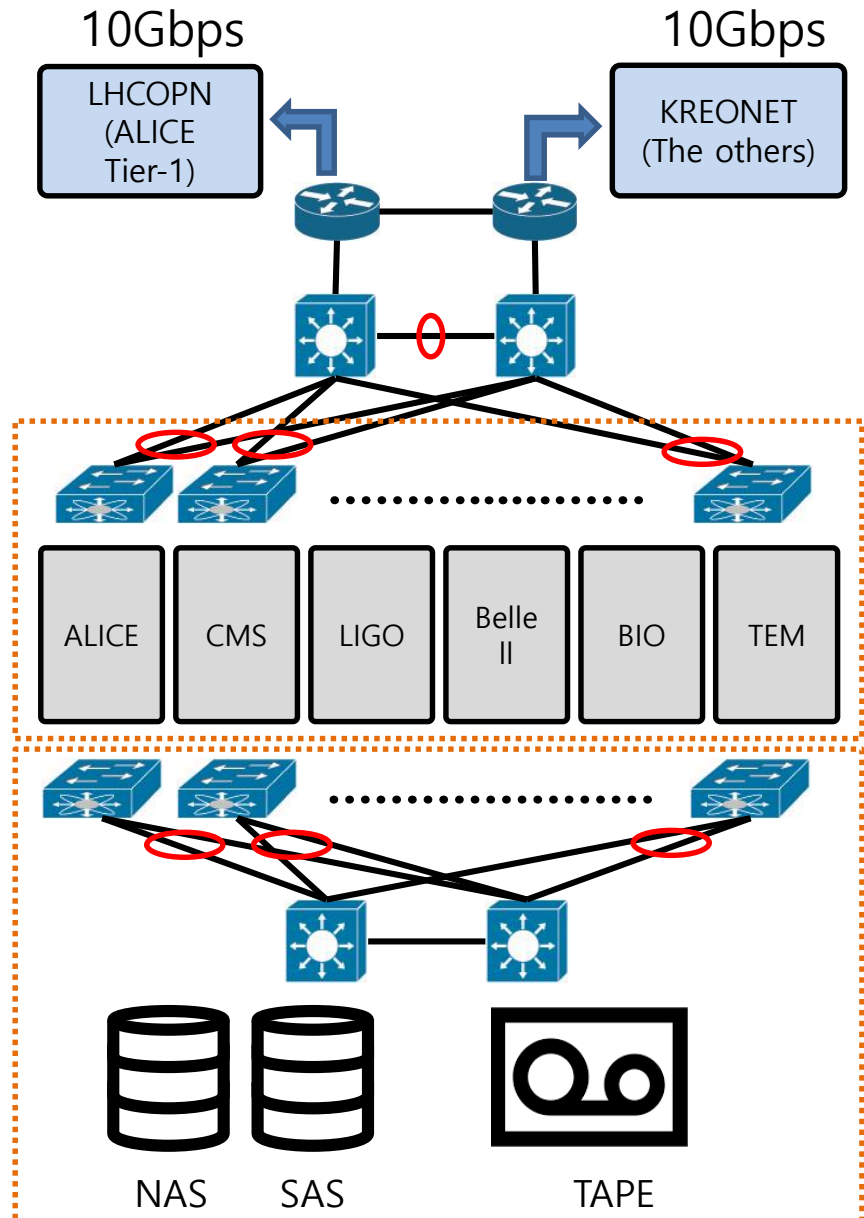 10Gbps
10Gbps
LHCOPN
(ALICE
Tier-1)
KREONET
(The others)
ALICE
CMS
LIGO
Belle
II
BIO
TEM
NAS
SAS
TAPE